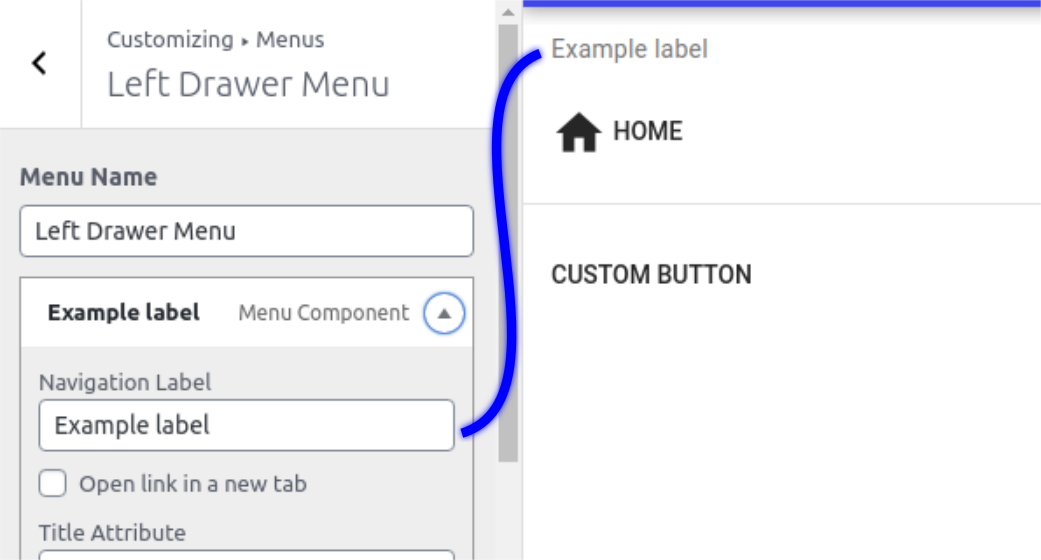 Customizing ▸ Menus
Left Drawer Menu
Menu Name
Left Drawer Menu
Example label Menu Component
Navigation Label
Example label
Open link in a new tab
Title Attribute
Example label
HOME
CUSTOM BUTTON